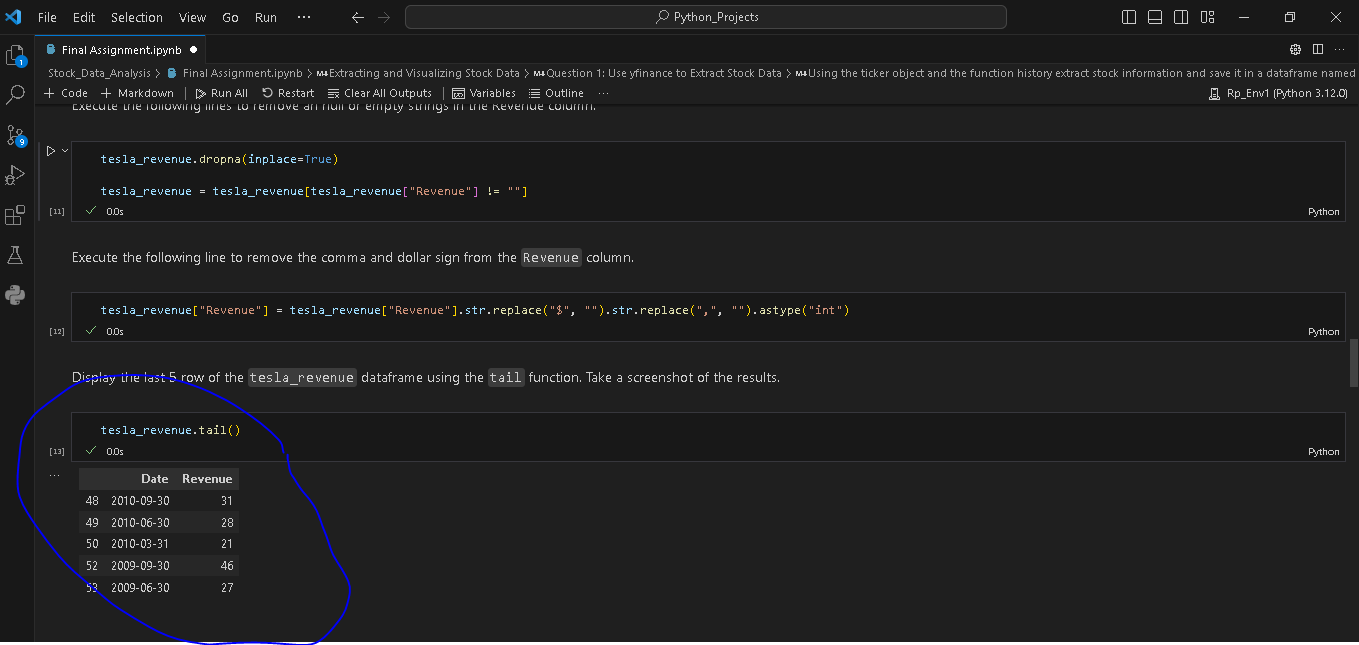 File Edit Selection View Go Run ··· Python_Projects
Final Assignment.ipynb
Stock_Data_Analysis > Final Assignment.ipynb > M↓Extracting and Visualizing Stock Data > M↓Question 1: Use yfinance to Extract Stock Data > M↓Using the ticker object and the function history extract stock information and save it in a dataframe named
+ Code + Markdown Run All Restart Clear All Outputs Variables Outline ··· Rp_Env1 (Python 3.12.0)
Execute the following lines to remove an null or empty strings in the Revenue column.
tesla_revenue.dropna(inplace=True)
tesla_revenue = tesla_revenue[tesla_revenue["Revenue"] != ""]
[11] 0.0s Python
Execute the following line to remove the comma and dollar sign from the Revenue column.
tesla_revenue["Revenue"] = tesla_revenue["Revenue"].str.replace("$", "").str.replace(",", "").astype("int")
[12] 0.0s Python
Display the last 5 row of the tesla_revenue dataframe using the tail function. Take a screenshot of the results.
tesla_revenue.tail()
[13] 0.0s Python
Date Revenue
48 2010-09-30 31
49 2010-06-30 28
50 2010-03-31 21
52 2009-09-30 46
53 2009-06-30 27
1
9